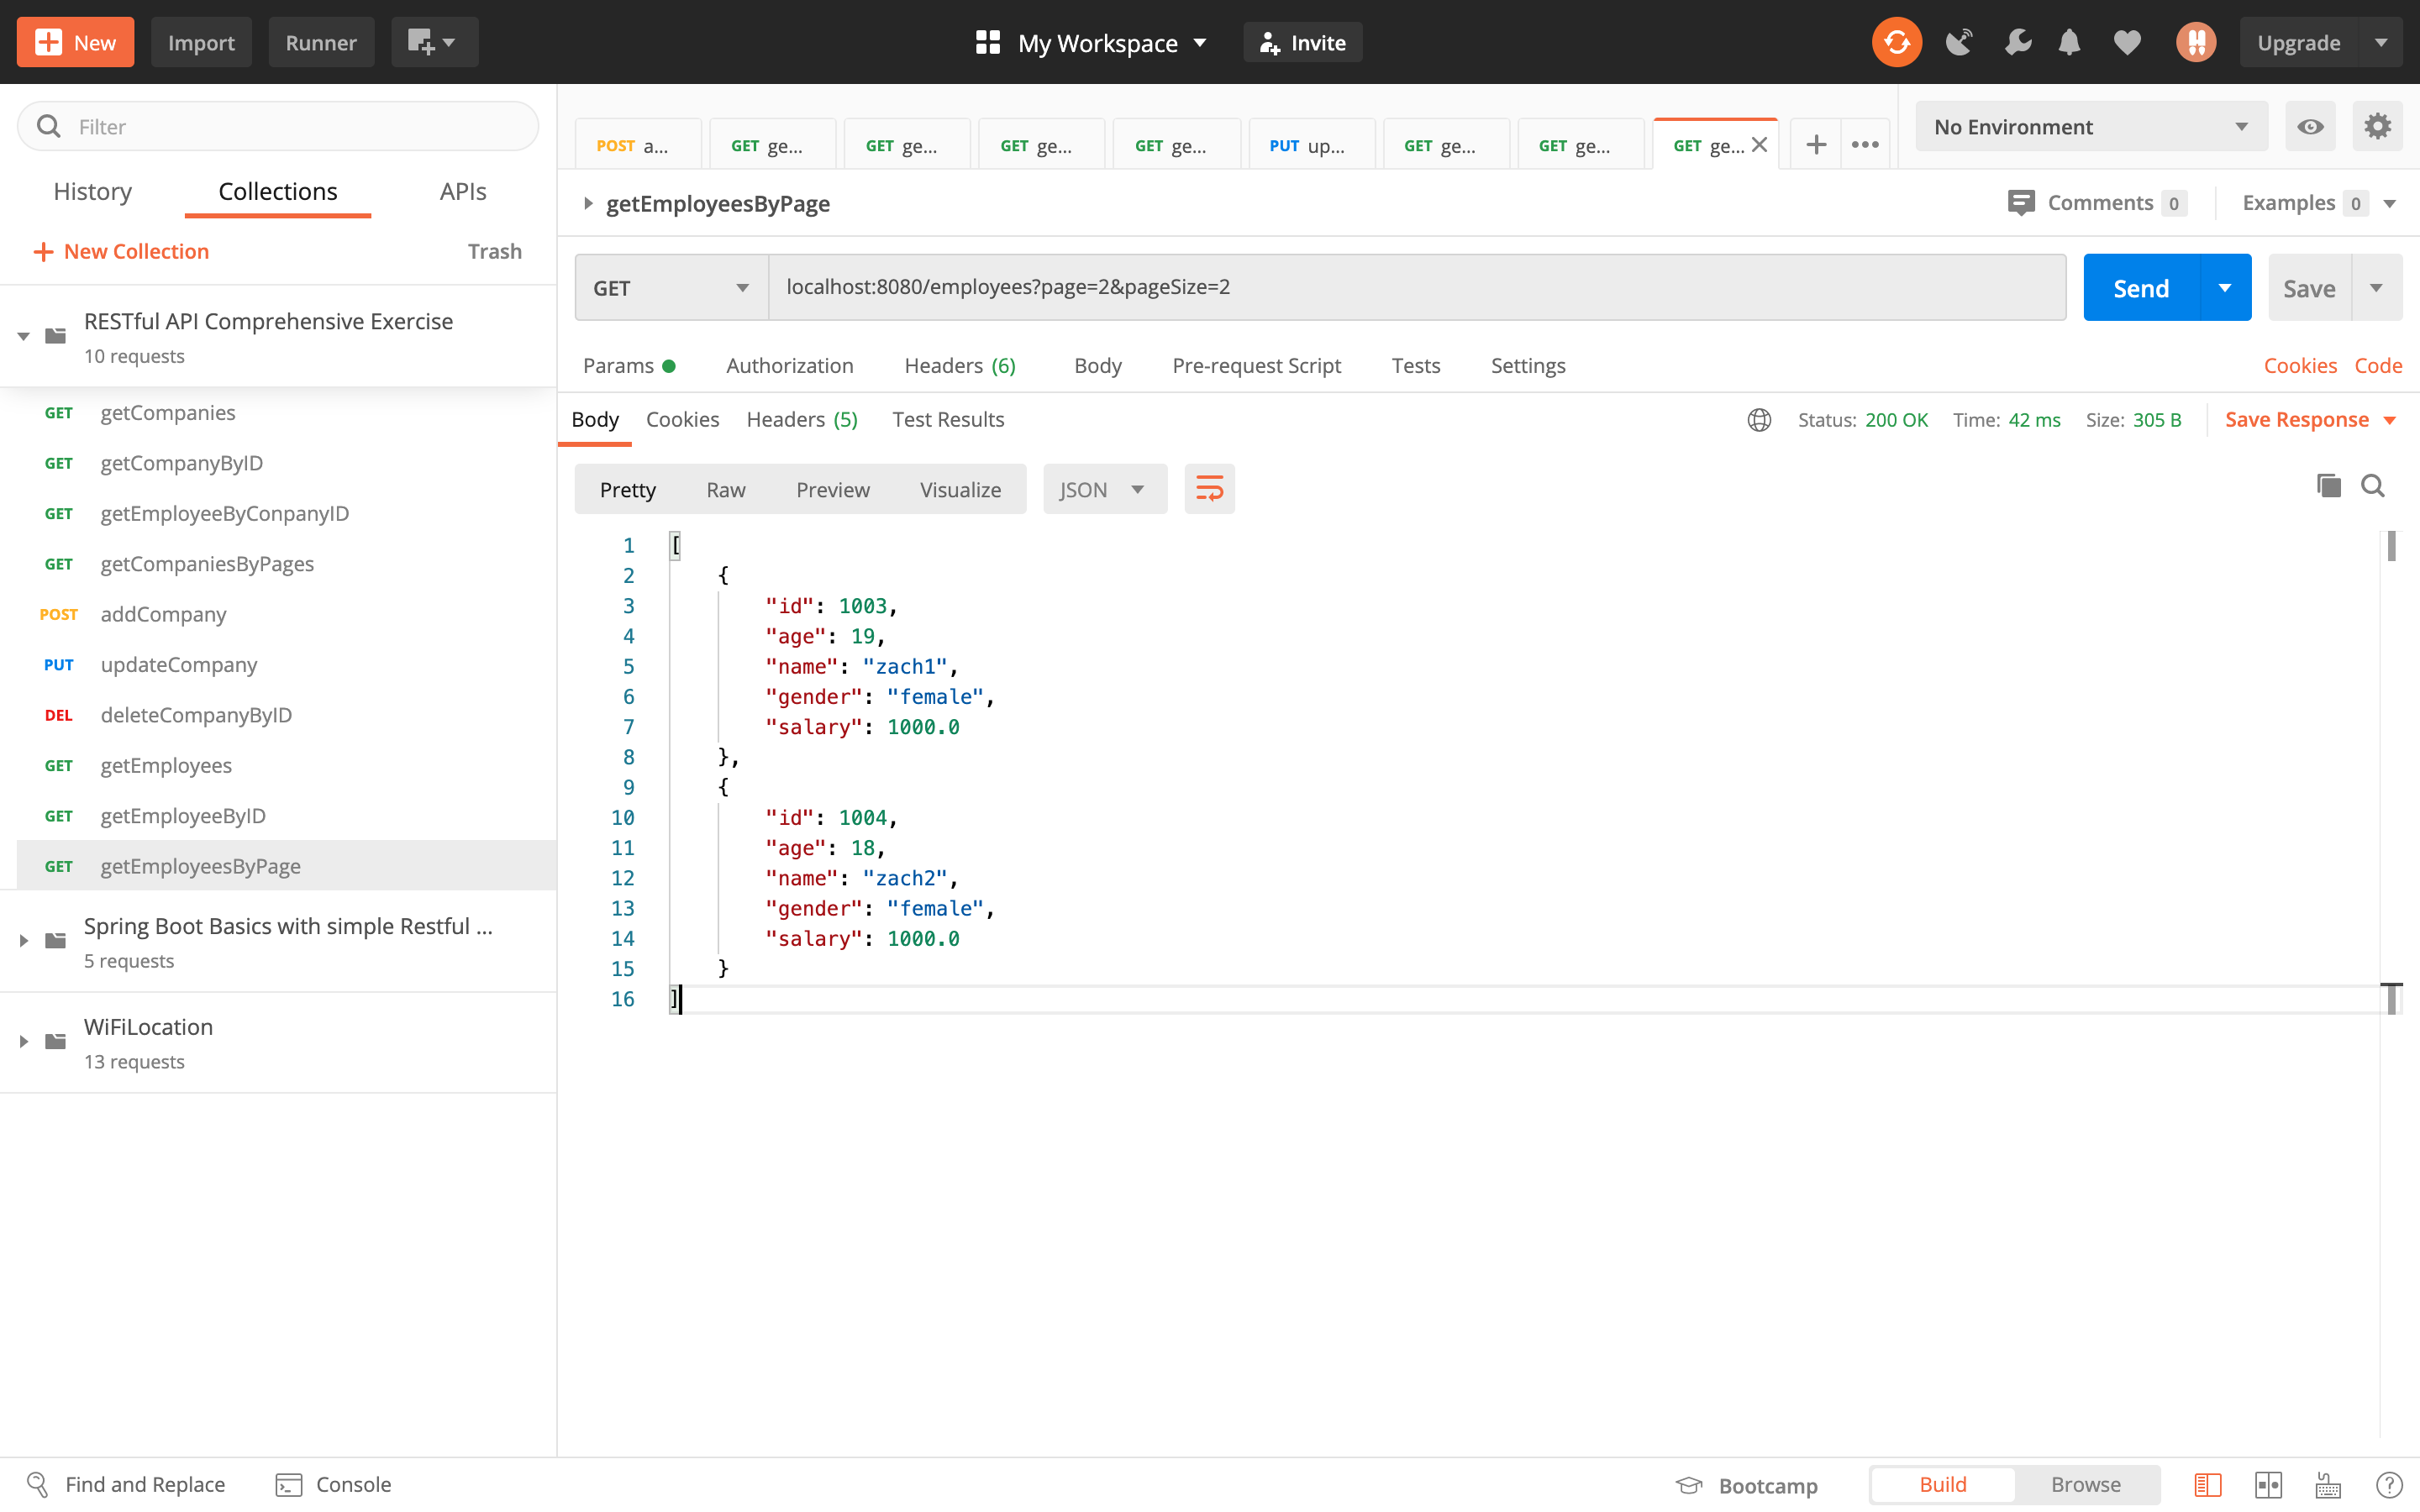 New Import Runner My Workspace Invite Upgrade
Filter
History Collections APIs
New Collection Trash
RESTful API Comprehensive Exercise
10 requests
GET getCompanies
GET getCompanyByID
GET getEmployeeByConpanyID
GET getCompaniesByPages
POST addCompany
PUT updateCompany
DEL deleteCompanyByID
GET getEmployees
GET getEmployeeByID
GET getEmployeesByPage
Spring Boot Basics with simple Restful ...
5 requests
WiFiLocation
13 requests
POST a... GET ge... GET ge... GET ge... GET ge... PUT up... GET ge... GET ge... GET ge... No Environment
getEmployeesByPage Comments 0 Examples 0
GET localhost:8080/employees?page=2&pageSize=2 Send Save
Params Authorization Headers (6) Body Pre-request Script Tests Settings Cookies Code
Body Cookies Headers (5) Test Results Status: 200 OK Time: 42 ms Size: 305 B Save Response
Pretty Raw Preview Visualize JSON
1 [
2 {
3 "id": 1003,
4 "age": 19,
5 "name": "zach1",
6 "gender": "female",
7 "salary": 1000.0
8 },
9 {
10 "id": 1004,
11 "age": 18,
12 "name": "zach2",
13 "gender": "female",
14 "salary": 1000.0
15 }
16 ]
Find and Replace Console Bootcamp Build Browse